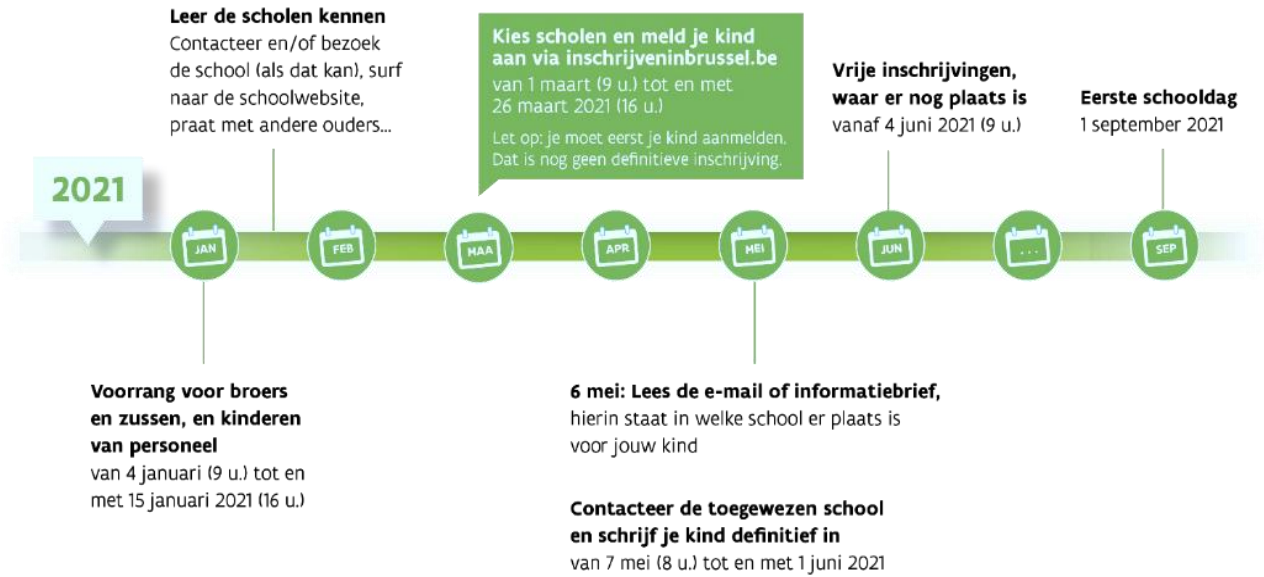 Leer de scholen kennen
Contacteer en/of bezoek
de school (als dat kan), surf
naar de schoolwebsite,
praat met andere ouders...
Kies scholen en meld je kind
aan via inschrijveninbrussel.be
van 1 maart (9 u.) tot en met
26 maart 2021 (16 u.)
Let op: je moet eerst je kind aanmelden.
Dat is nog geen definitieve inschrijving.
Vrije inschrijvingen,
waar er nog plaats is
vanaf 4 juni 2021 (9 u.)
Eerste schooldag
1 september 2021
2021
JAN
FEB
MAA
APR
MEI
JUN
...
SEP
Voorrang voor broers
en zussen, en kinderen
van personeel
van 4 januari (9 u.) tot en
met 15 januari 2021 (16 u.)
6 mei: Lees de e-mail of informatiebrief,
hierin staat in welke school er plaats is
voor jouw kind
Contacteer de toegewezen school
en schrijf je kind definitief in
van 7 mei (8 u.) tot en met 1 juni 2021